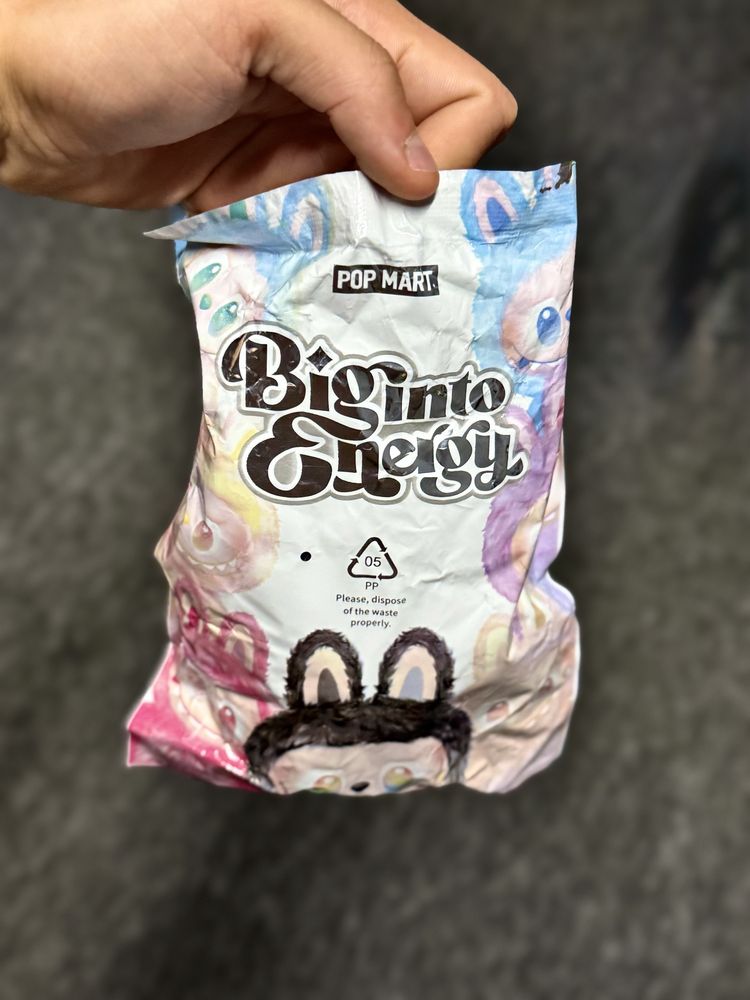 POP MART
Big into
Energy
05
PP
Please, dispose
of the waste
properly.